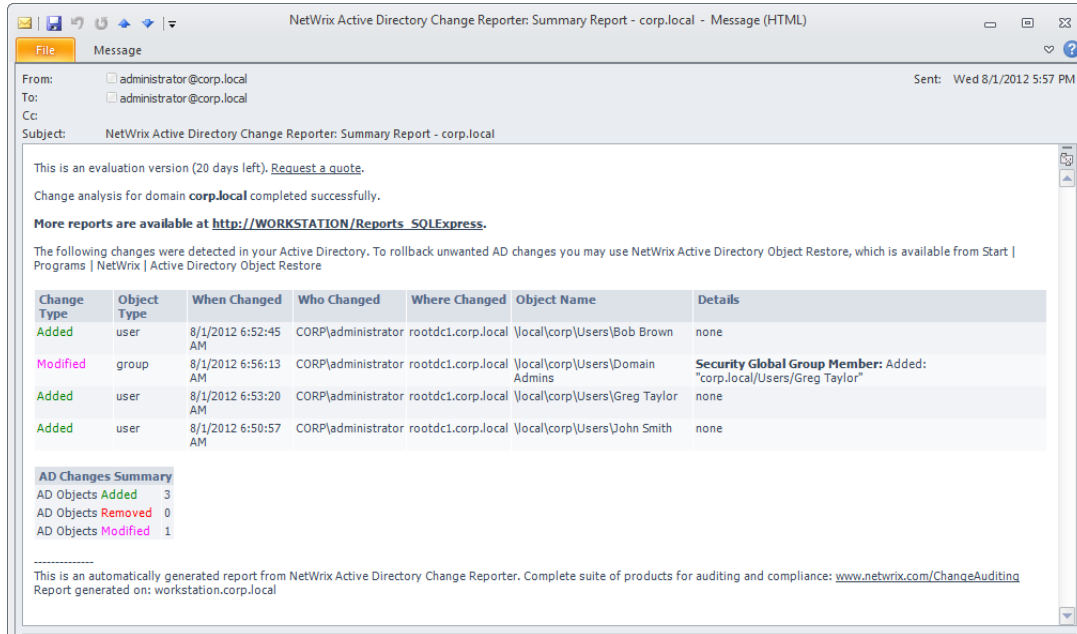 NetWrix Active Directory Change Reporter: Summary Report - corp.local - Message (HTML)
File Message
From: administrator@corp.local Sent: Wed 8/1/2012 5:57 PM
To: administrator@corp.local
Cc:
Subject: NetWrix Active Directory Change Reporter: Summary Report - corp.local
This is an evaluation version (20 days left). Request a quote.
Change analysis for domain corp.local completed successfully.
More reports are available at http://WORKSTATION/Reports_SQLExpress.
The following changes were detected in your Active Directory. To rollback unwanted AD changes you may use NetWrix Active Directory Object Restore, which is available from Start |
Programs | NetWrix | Active Directory Object Restore
Change Object When Changed Who Changed Where Changed Object Name Details
Type Type
Added user 8/1/2012 6:52:45 CORP\administrator rootdc1.corp.local \local\corp\Users\Bob Brown none
AM
Modified group 8/1/2012 6:56:13 CORP\administrator rootdc1.corp.local \local\corp\Users\Domain Security Global Group Member: Added:
AM Admins "corp.local/Users/Greg Taylor"
Added user 8/1/2012 6:53:20 CORP\administrator rootdc1.corp.local \local\corp\Users\Greg Taylor none
AM
Added user 8/1/2012 6:50:57 CORP\administrator rootdc1.corp.local \local\corp\Users\John Smith none
AM
AD Changes Summary
AD Objects Added 3
AD Objects Removed 0
AD Objects Modified 1
--------------
This is an automatically generated report from NetWrix Active Directory Change Reporter. Complete suite of products for auditing and compliance: www.netwrix.com/ChangeAuditing
Report generated on: workstation.corp.local